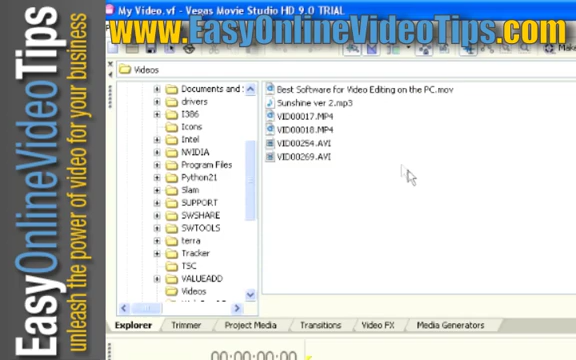 My Video.vf - Vegas Movie Studio HD 9.0 TRIAL
www.EasyOnlineVideoTips.com
EasyOnlineVideoTips
unleash the power of video for your business
Videos
Documents and
drivers
I386
Icons
Intel
NVIDIA
Program Files
Python21
Slam
SUPPORT
SWSHARE
SWTOOLS
terra
Tracker
TSC
VALUEADD
Videos
Best Software for Video Editing on the PC.mov
Sunshine ver 2.mp3
VID00017.MP4
VID00018.MP4
VID00254.AVI
VID00269.AVI
Explorer
Trimmer
Project Media
Transitions
Video FX
Media Generators
00:00:00:00